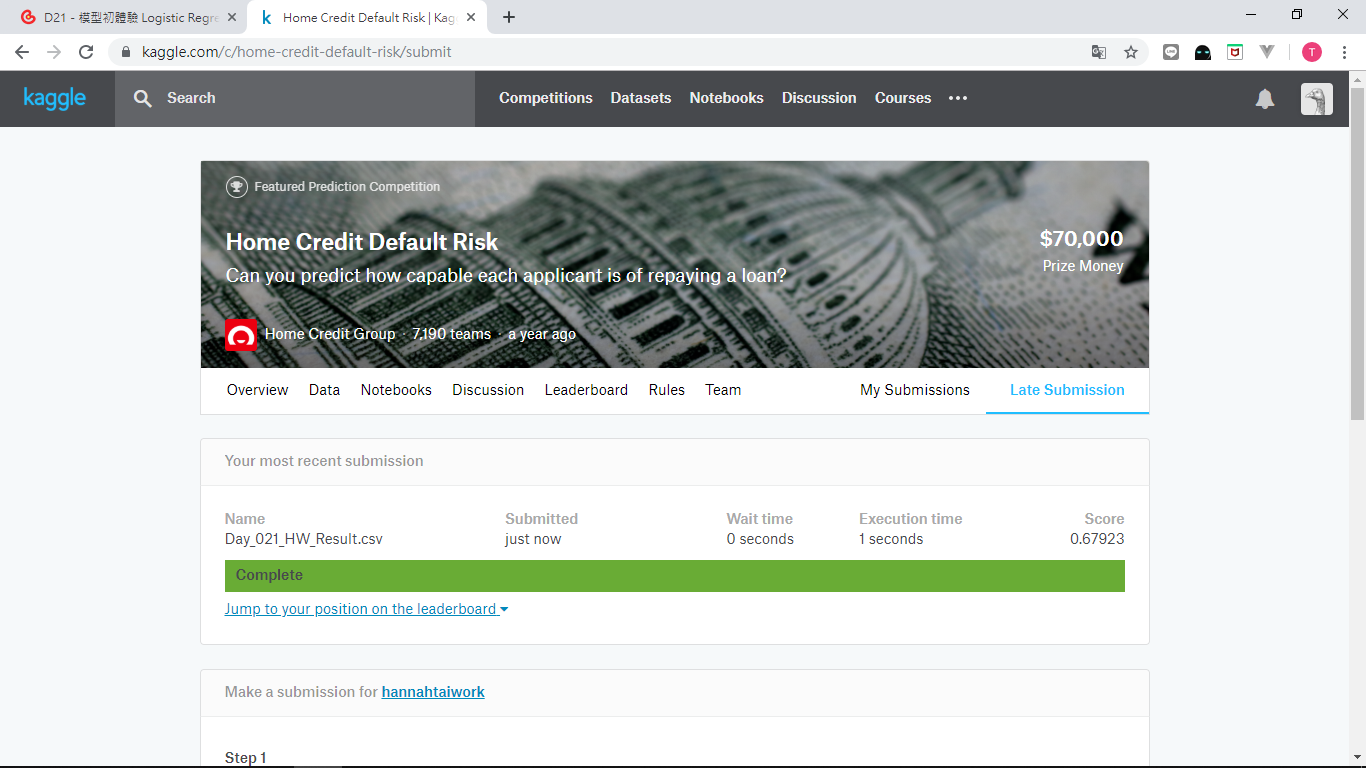 D21 - 模型初體驗 Logistic Regre
Home Credit Default Risk | Kag
kaggle.com/c/home-credit-default-risk/submit
T
kaggle
Search
Competitions Datasets Notebooks Discussion Courses
Featured Prediction Competition
Home Credit Default Risk
$70,000
Can you predict how capable each applicant is of repaying a loan?
Prize Money
Home Credit Group · 7,190 teams · a year ago
Overview Data Notebooks Discussion Leaderboard Rules Team My Submissions Late Submission
Your most recent submission
Name Submitted Wait time Execution time Score
Day_021_HW_Result.csv just now 0 seconds 1 seconds 0.67923
Complete
Jump to your position on the leaderboard
Make a submission for hannahtaiwork
Step 1